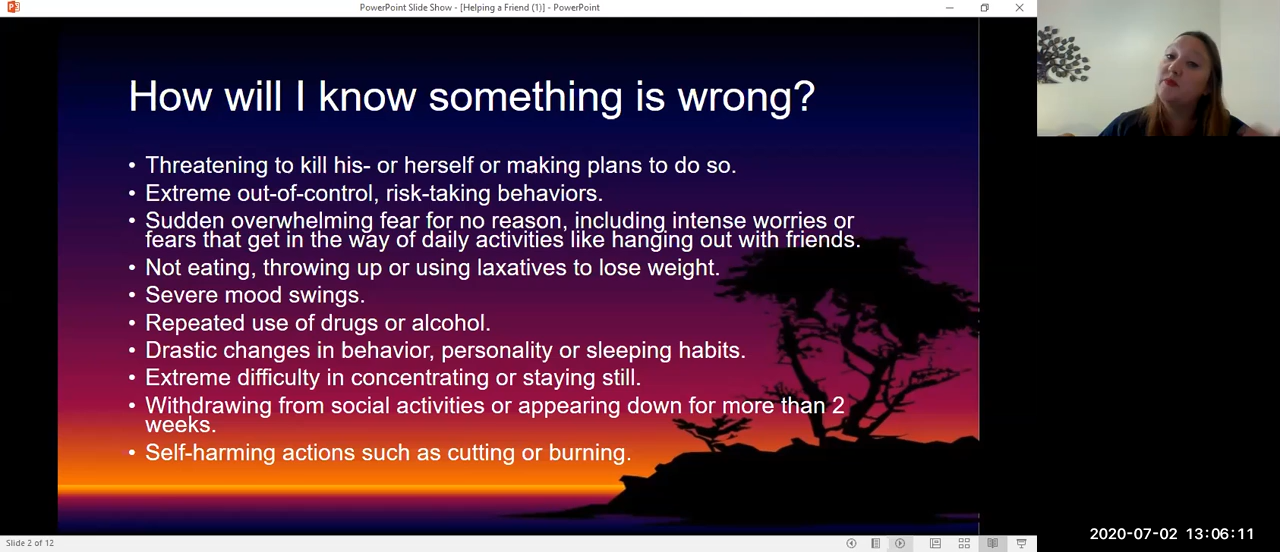 PowerPoint Slide Show - [Helping a Friend (1)] - PowerPoint
How will I know something is wrong?
• Threatening to kill his- or herself or making plans to do so.
• Extreme out-of-control, risk-taking behaviors.
• Sudden overwhelming fear for no reason, including intense worries or
fears that get in the way of daily activities like hanging out with friends.
• Not eating, throwing up or using laxatives to lose weight.
• Severe mood swings.
• Repeated use of drugs or alcohol.
• Drastic changes in behavior, personality or sleeping habits.
• Extreme difficulty in concentrating or staying still.
• Withdrawing from social activities or appearing down for more than 2
weeks.
• Self-harming actions such as cutting or burning.
Slide 2 of 12
2020-07-02 13:06:11